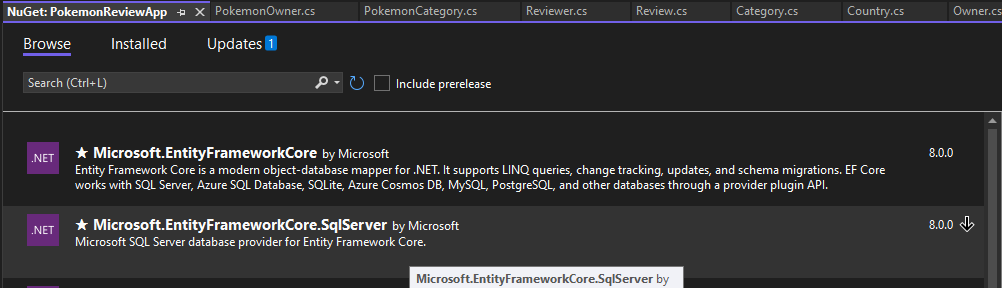 NuGet: PokemonReviewApp PokemonOwner.cs PokemonCategory.cs Reviewer.cs Review.cs Category.cs Country.cs Owner.cs
Browse Installed Updates 1
Search (Ctrl+L) Include prerelease
.NET Microsoft.EntityFrameworkCore by Microsoft 8.0.0
Entity Framework Core is a modern object-database mapper for .NET. It supports LINQ queries, change tracking, updates, and schema migrations. EF Core
works with SQL Server, Azure SQL Database, SQLite, Azure Cosmos DB, MySQL, PostgreSQL, and other databases through a provider plugin API.
.NET Microsoft.EntityFrameworkCore.SqlServer by Microsoft 8.0.0
Microsoft SQL Server database provider for Entity Framework Core.
Microsoft.EntityFrameworkCore.SqlServer by